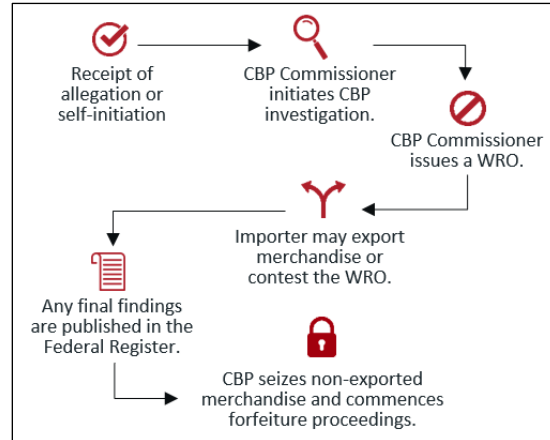 Receipt of
allegation or
self-initiation
CBP Commissioner
initiates CBP
investigation.
CBP Commissioner
issues a WRO.
Importer may export
merchandise or
contest the WRO.
Any final findings
are published in the
Federal Register.
CBP seizes non-exported
merchandise and commences
forfeiture proceedings.